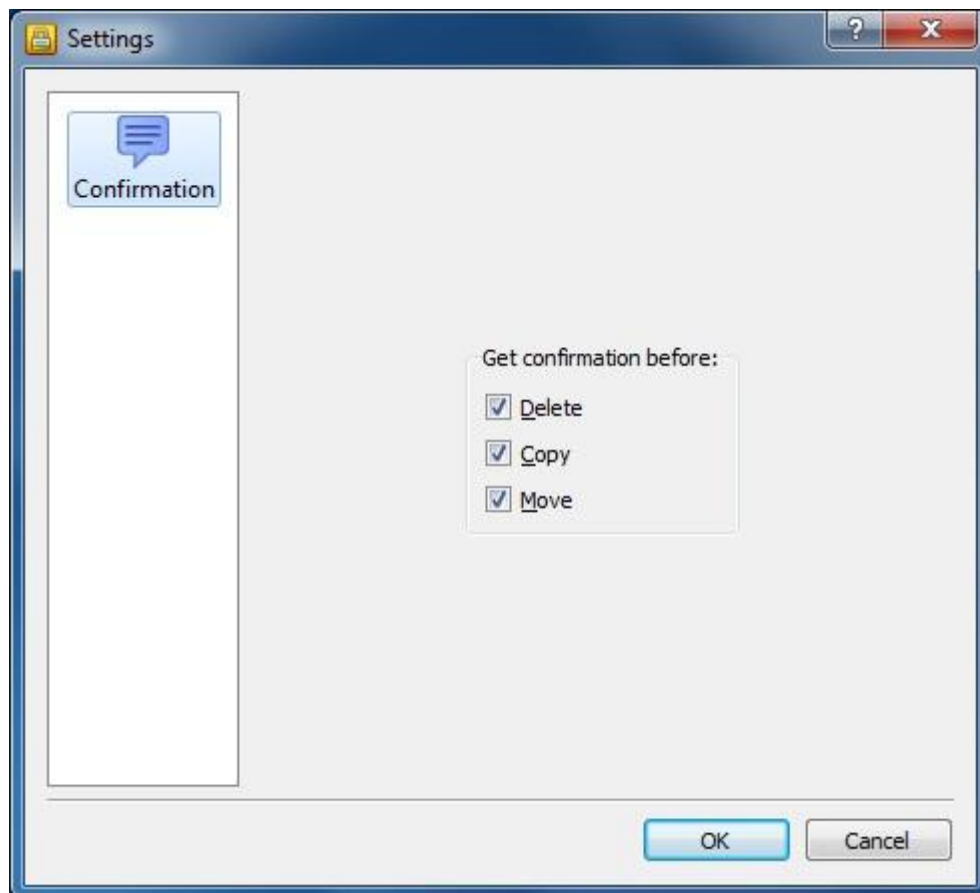 Settings
Confirmation
Get confirmation before:
Delete
Copy
Move
OK
Cancel